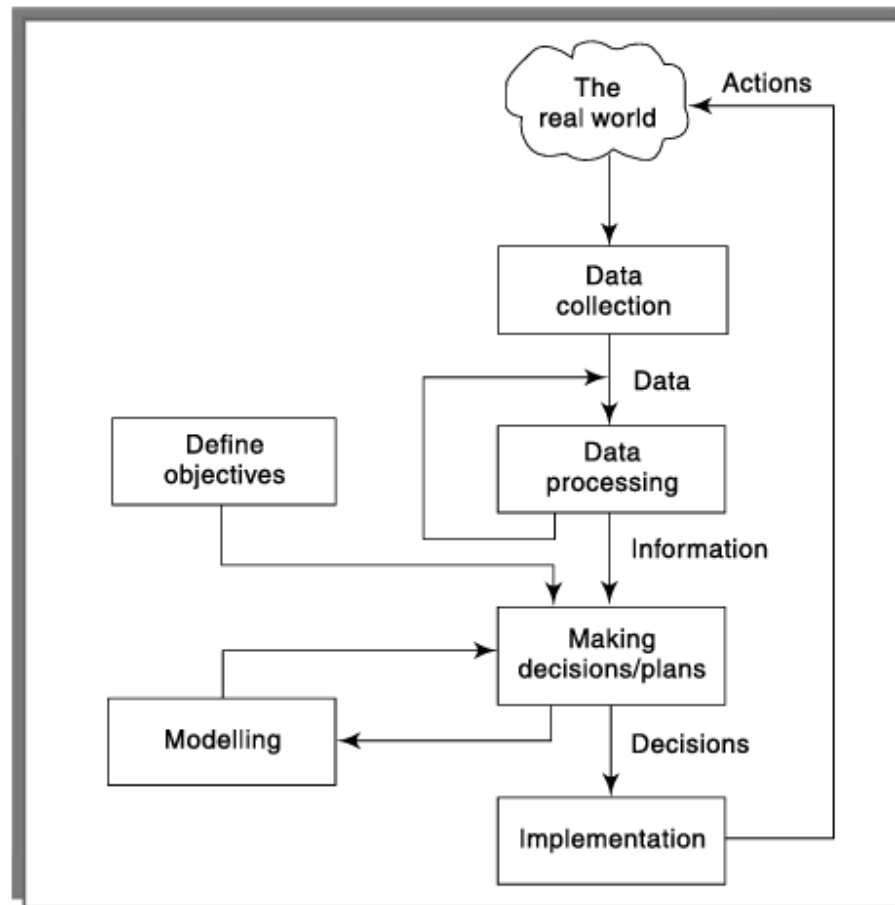 The
real world
Actions
Data
collection
Data
Define
objectives
Data
processing
Information
Making
decisions/plans
Modelling
Decisions
Implementation